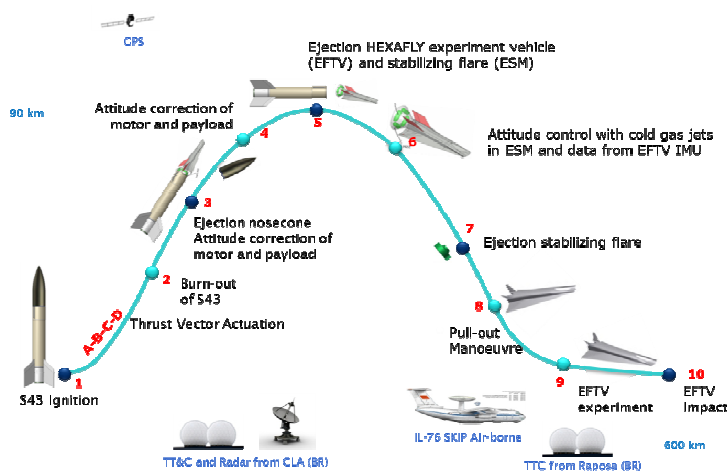 GPS
Ejection HEXAFLY experiment vehicle
(EFTV) and stabilizing flare (ESM)
90 km
Attitude correction of
motor and payload
5
4
6
Attitude control with cold gas jets
in ESM and data from EFTV IMU
3
Ejection nosecone
Attitude correction of
motor and payload
7
Ejection stabilizing flare
2
Burn-out
of S43
A-B-C-D
Thrust Vector Actuation
8
Pull-out
Manoeuvre
1
S43 Ignition
9
EFTV
experiment
10
EFTV
impact
IL-76 SKIP Air-borne
TT&C and Radar from CLA (BR)
TTC from Raposa (BR)
600 km